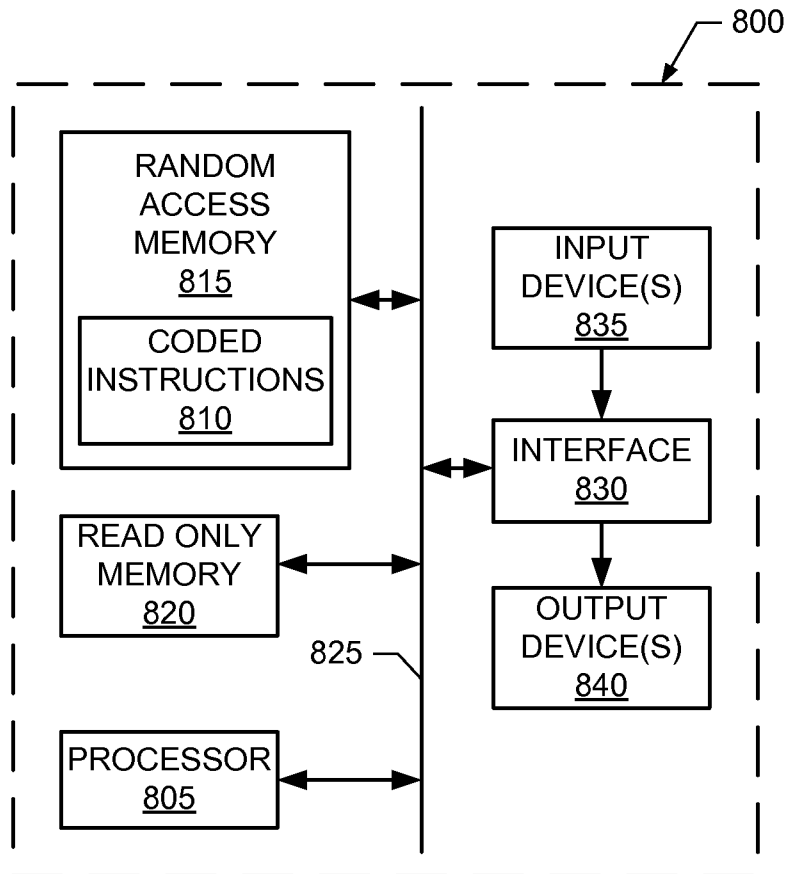 800
RANDOM
ACCESS
MEMORY
815
CODED
INSTRUCTIONS
810
READ ONLY
MEMORY
820
825
PROCESSOR
805
INPUT
DEVICE(S)
835
INTERFACE
830
OUTPUT
DEVICE(S)
840